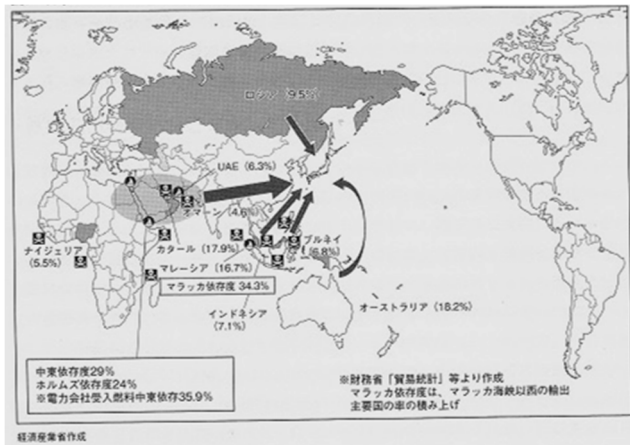 ロシア (9.5%)
UAE (6.3%)
オマーン (4.6%)
カタール (17.9%)
ナイジェリア
(5.5%)
ブルネイ
(6.8%)
マレーシア (16.7%)
マラッカ依存度 34.3%
インドネシア
(7.1%)
オーストラリア (18.2%)
中東依存度29%
ホルムズ依存度24%
※電力会社受入燃料中東依存35.9%
※財務省「貿易統計」等より作成
マラッカ依存度は、マラッカ海峡以西の輸出
主要国の率の積み上げ
経済産業省作成